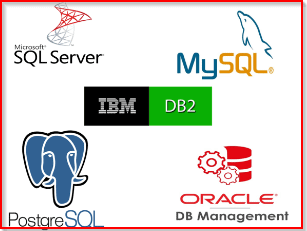 Microsoft®
SQL Server®
MySQL®
IBM DB2
PostgreSQL
ORACLE®
DB Management